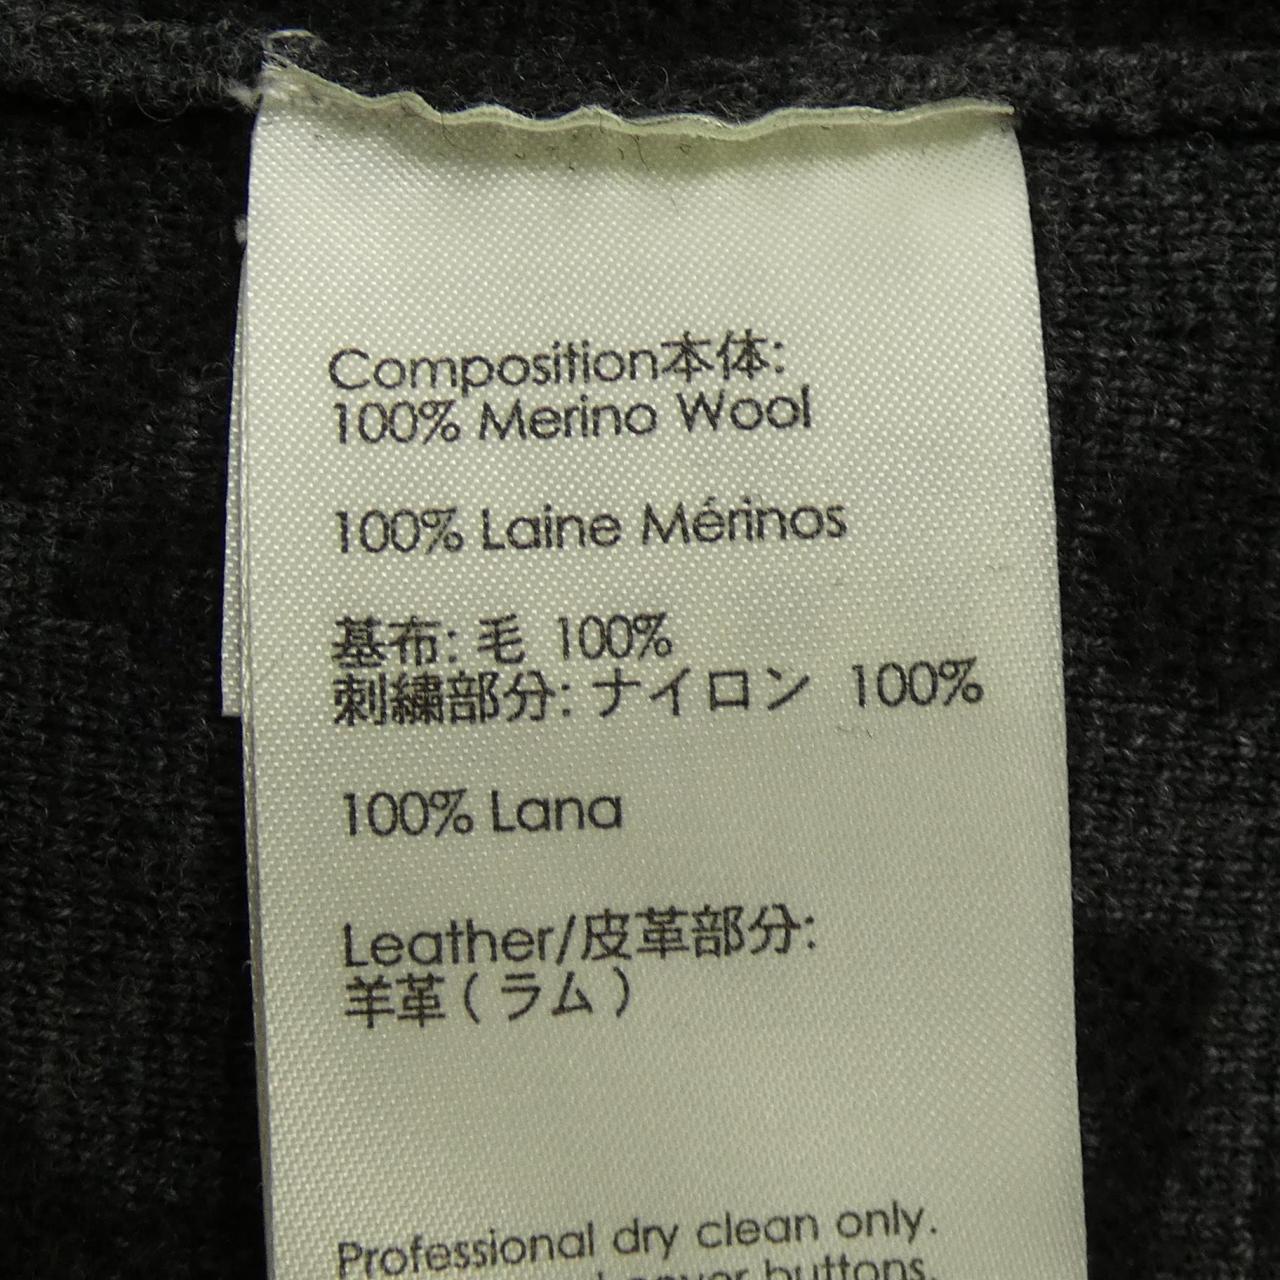 Composition本体:
100% Merino Wool
100% Laine Mérinos
基布: 毛 100%
刺繍部分: ナイロン 100%
100% Lana
Leather/皮革部分:
羊革 ( ラム )
Professional dry clean only.
buttons.